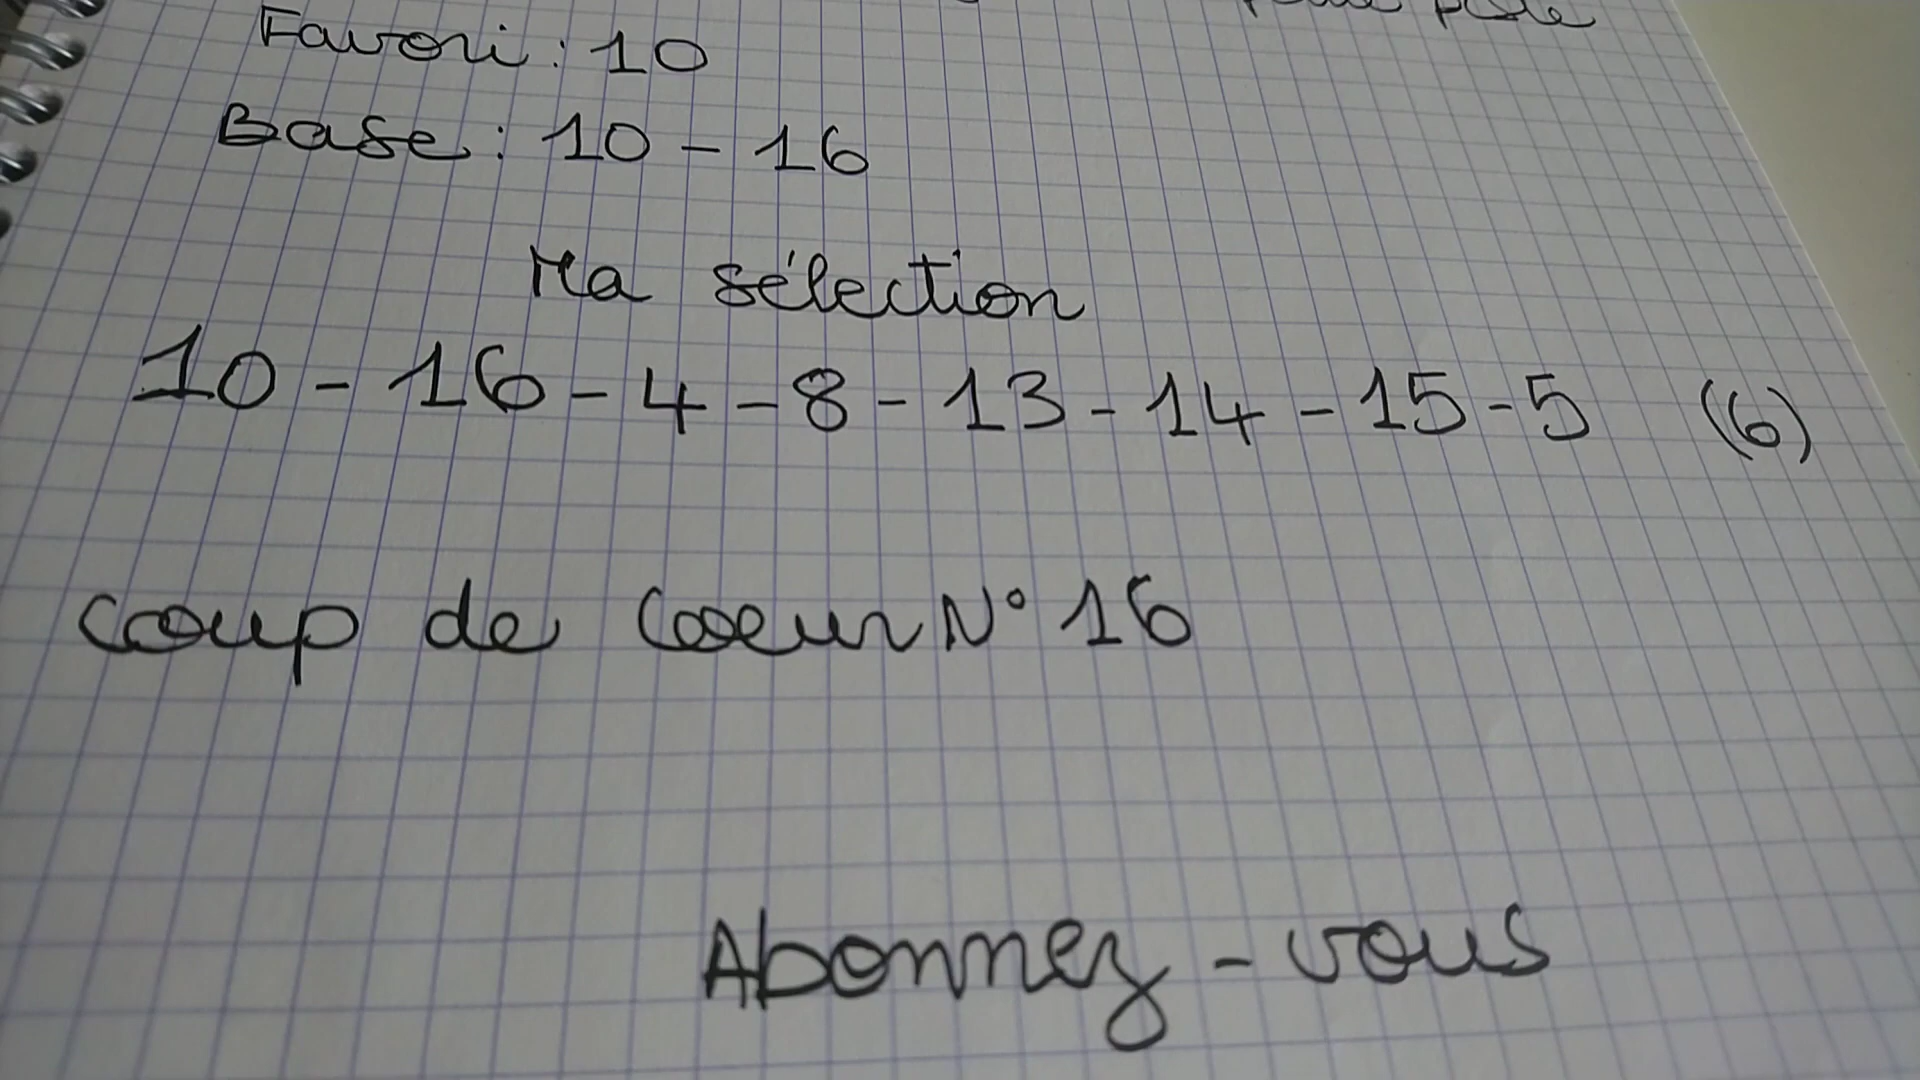 Favori : 10
Base : 10 - 16
Ma sélection
10 - 16 - 4 - 8 - 13 - 14 - 15 - 5 (6)
Coup de Coeur N° 16
Abonnez - vous